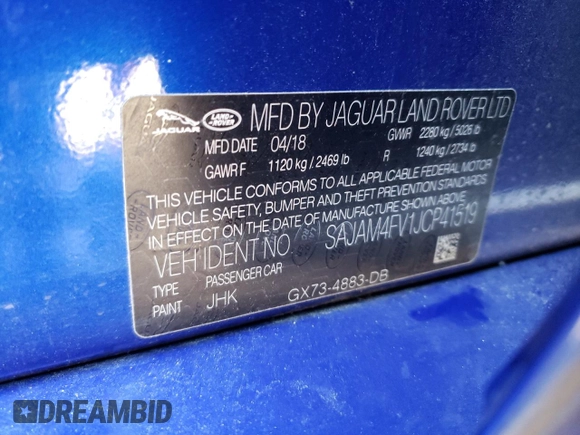 JAGUAR
LAND ROVER
MFD BY JAGUAR LAND ROVER LTD
MFD DATE 04/18 GVWR 2280 kg / 5026 lb
GAWR F 1120 kg / 2469 lb R 1240 kg / 2734 lb
THIS VEHICLE CONFORMS TO ALL APPLICABLE FEDERAL MOTOR
VEHICLE SAFETY, BUMPER AND THEFT PREVENTION STANDARDS
IN EFFECT ON THE DATE OF MANUFACTURE SHOWN ABOVE
VEH IDENT NO. SAJAM4FV1JCP41519
TYPE PASSENGER CAR
PAINT JHK GX73-4883-DB
DREAMBID